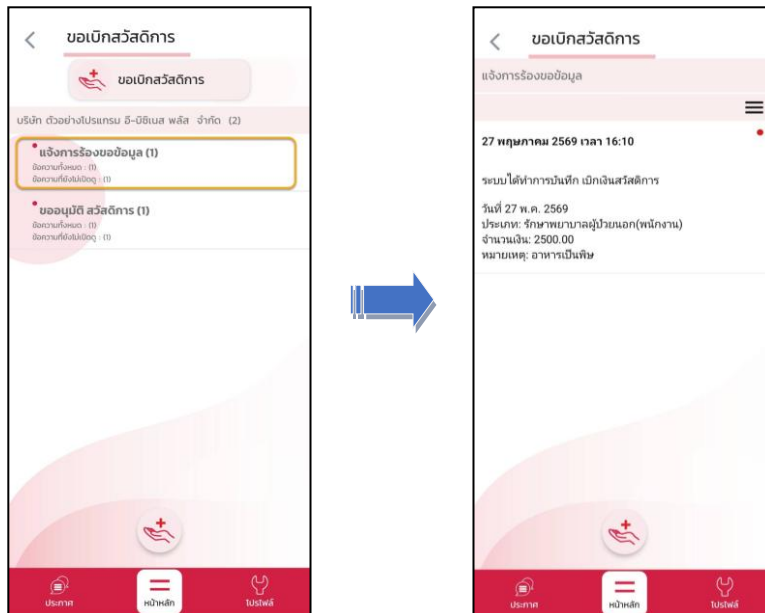 ขอเบิกสวัสดิการ
ขอเบิกสวัสดิการ
บริษัท ตัวอย่างโปรแกรม อี-บิซิเนส พลัส จำกัด (2)
แจ้งการร้องขอข้อมูล (1)
ข้อความทั้งหมด : (1)
ข้อความที่ยังไม่เปิดดู : (1)
ขออนุมัติ สวัสดิการ (1)
ข้อความทั้งหมด : (1)
ข้อความที่ยังไม่เปิดดู : (1)
ประกาศ
หน้าหลัก
โปรไฟล์
ขอเบิกสวัสดิการ
แจ้งการร้องขอข้อมูล
27 พฤษภาคม 2569 เวลา 16:10
ระบบได้ทำการบันทึก เบิกเงินสวัสดิการ
วันที่ 27 พ.ค. 2569
ประเภท: รักษาพยาบาลผู้ป่วยนอก(พนักงาน)
จำนวนเงิน: 2500.00
หมายเหตุ: อาหารเป็นพิษ
ประกาศ
หน้าหลัก
โปรไฟล์